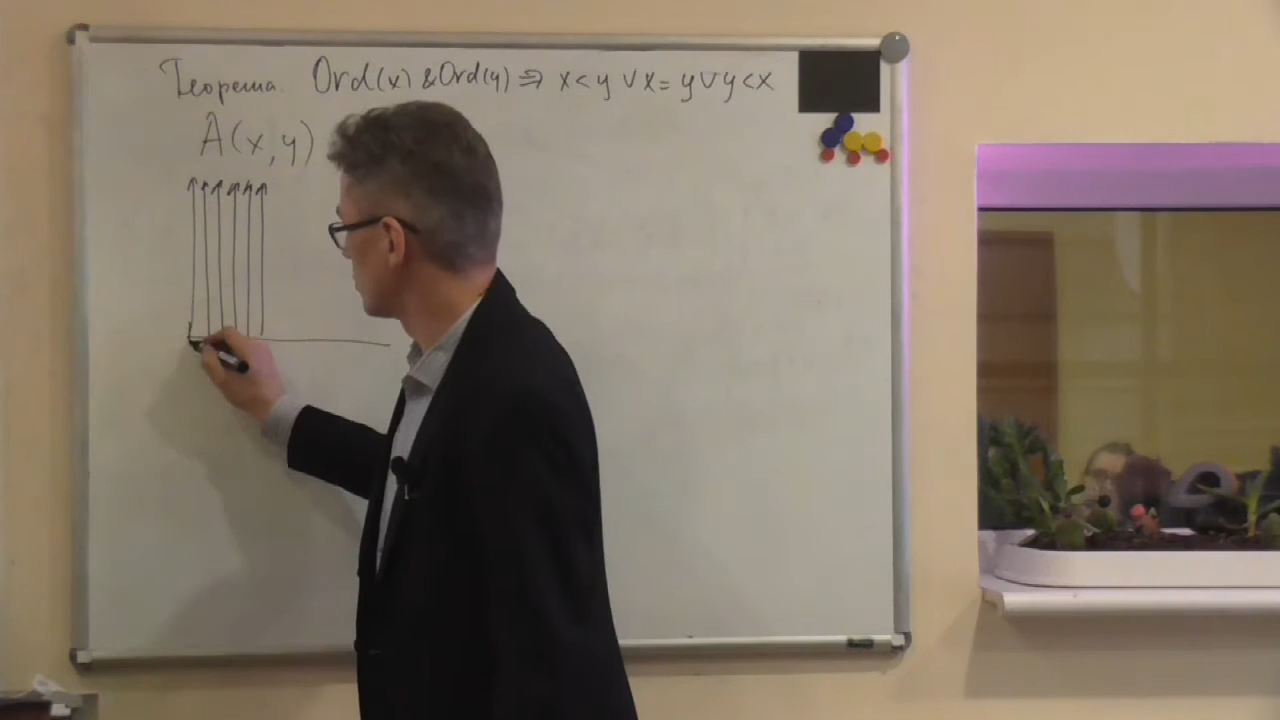 Теорема. Ord(x) & Ord(y) ⇒ x < y ∨ x = y ∨ y < x
Â(x, y)